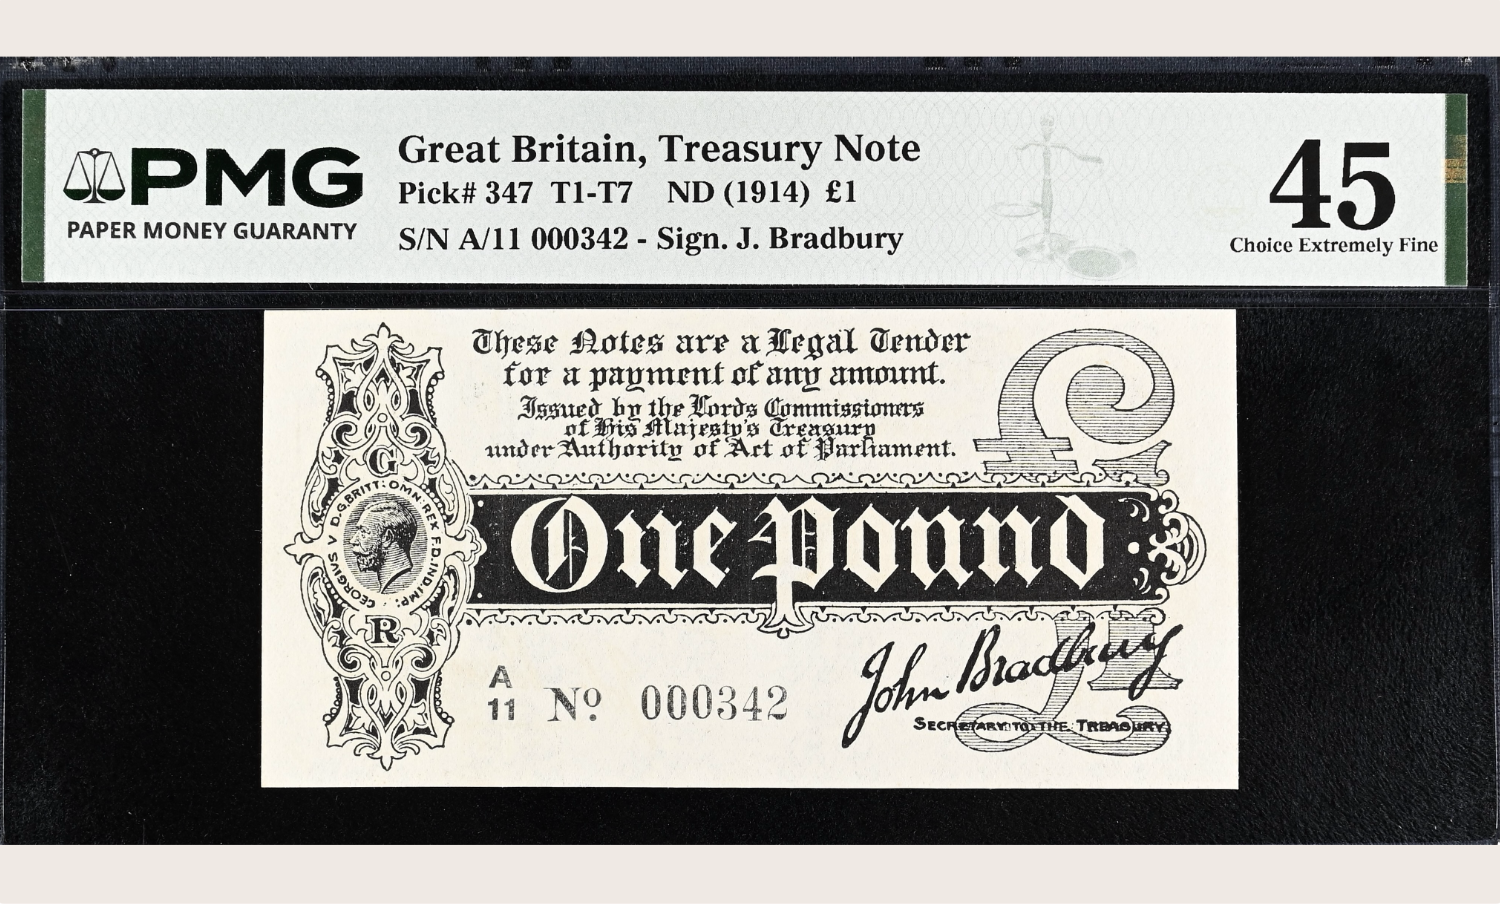 PMG
PAPER MONEY GUARANTY
Great Britain, Treasury Note
Pick# 347 T1-T7 ND (1914) £1
S/N A/11 000342 - Sign. J. Bradbury
45
Choice Extremely Fine
These Notes are a Legal Tender
for a payment of any amount.
Issued by the Lords Commissioners
of His Majesty's Treasury
under Authority of Act of Parliament.
£1
G
GEORGIVS V D.G.BRITT: OMN: REX F.D. IND: IMP:
R
One Pound
A
11
Nº 000342
John Bradbury
SECRETARY TO THE TREASURY.
£1